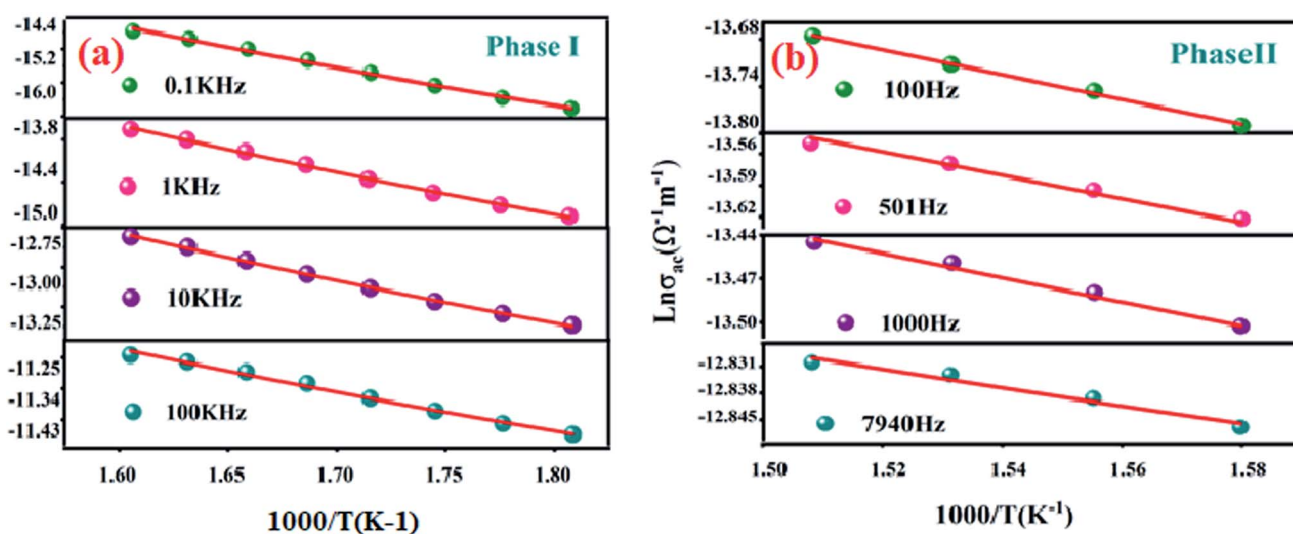 (a)
Phase I
-14.4
-15.2
-16.0
0.1KHz
-13.8
-14.4
-15.0
1KHz
-12.75
-13.00
-13.25
10KHz
-11.25
-11.34
-11.43
100KHz
1.60
1.65
1.70
1.75
1.80
1000/T(K-1)
(b)
PhaseII
Lnσac(Ω-1m-1)
-13.68
-13.74
-13.80
100Hz
-13.56
-13.59
-13.62
501Hz
-13.44
-13.47
-13.50
1000Hz
-12.831
-12.838
-12.845
7940Hz
1.50
1.52
1.54
1.56
1.58
1000/T(K-1)